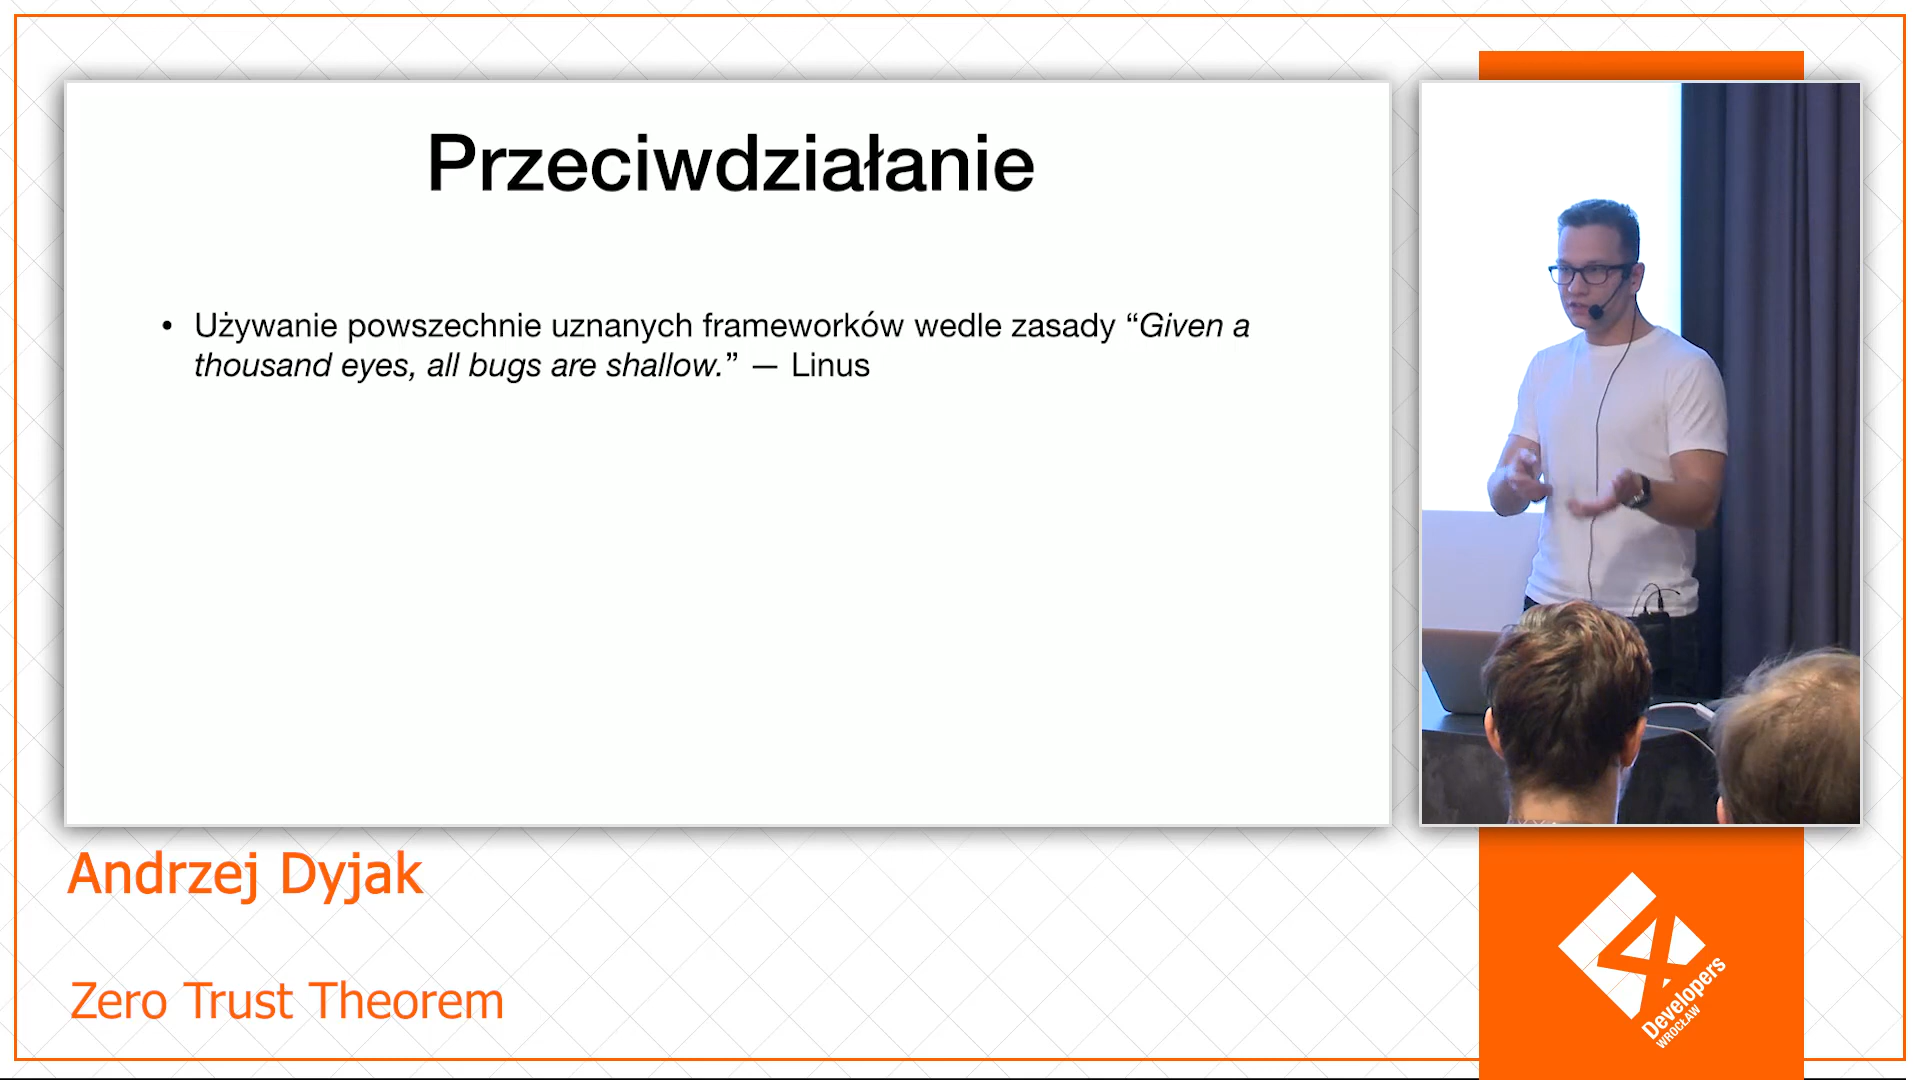 Przeciwdziałanie
• Używanie powszechnie uznanych frameworków wedle zasady “Given a
thousand eyes, all bugs are shallow.” — Linus
Andrzej Dyjak
Zero Trust Theorem
4
Developers
WROCŁAW